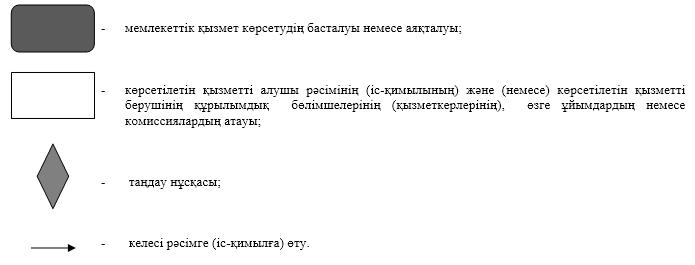 - мемлекеттік қызмет көрсетудің басталуы немесе аяқталуы;
- көрсетілетін қызметті алушы рәсімінің (іс-қимылының) және (немесе) көрсетілетін қызметті
берушінің құрылымдық бөлімшелерінің (қызметкерлерінің), өзге ұйымдардың немесе
комиссиялардың атауы;
- таңдау нұсқасы;
- келесі рәсімге (іс-қимылға) өту.